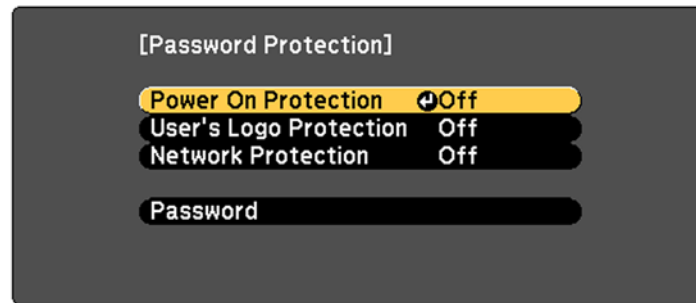 [Password Protection]
Power On Protection Off
User's Logo Protection Off
Network Protection Off
Password